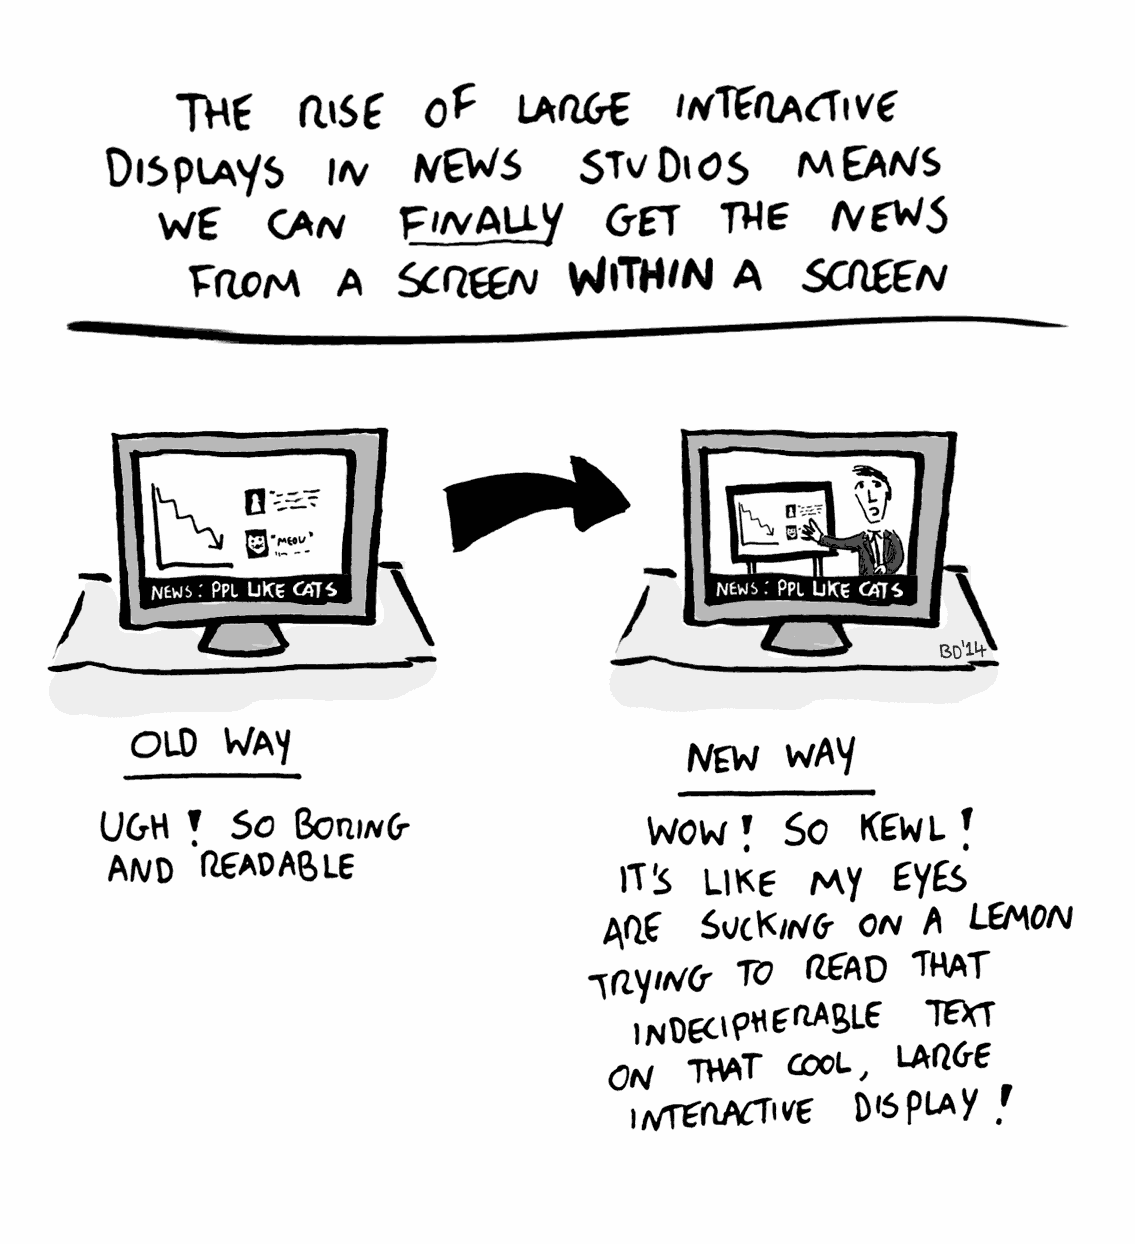 THE RISE OF LARGE INTERACTIVE
DISPLAYS IN NEWS STUDIOS MEANS
WE CAN FINALLY GET THE NEWS
FROM A SCREEN WITHIN A SCREEN
"MEOW"
NEWS: PPL LIKE CATS
NEWS: PPL LIKE CATS
BD'14
OLD WAY
UGH! SO BORING
AND READABLE
NEW WAY
WOW! SO KEWL!
IT'S LIKE MY EYES
ARE SUCKING ON A LEMON
TRYING TO READ THAT
INDECIPHERABLE TEXT
ON THAT COOL, LARGE
INTERACTIVE DISPLAY!